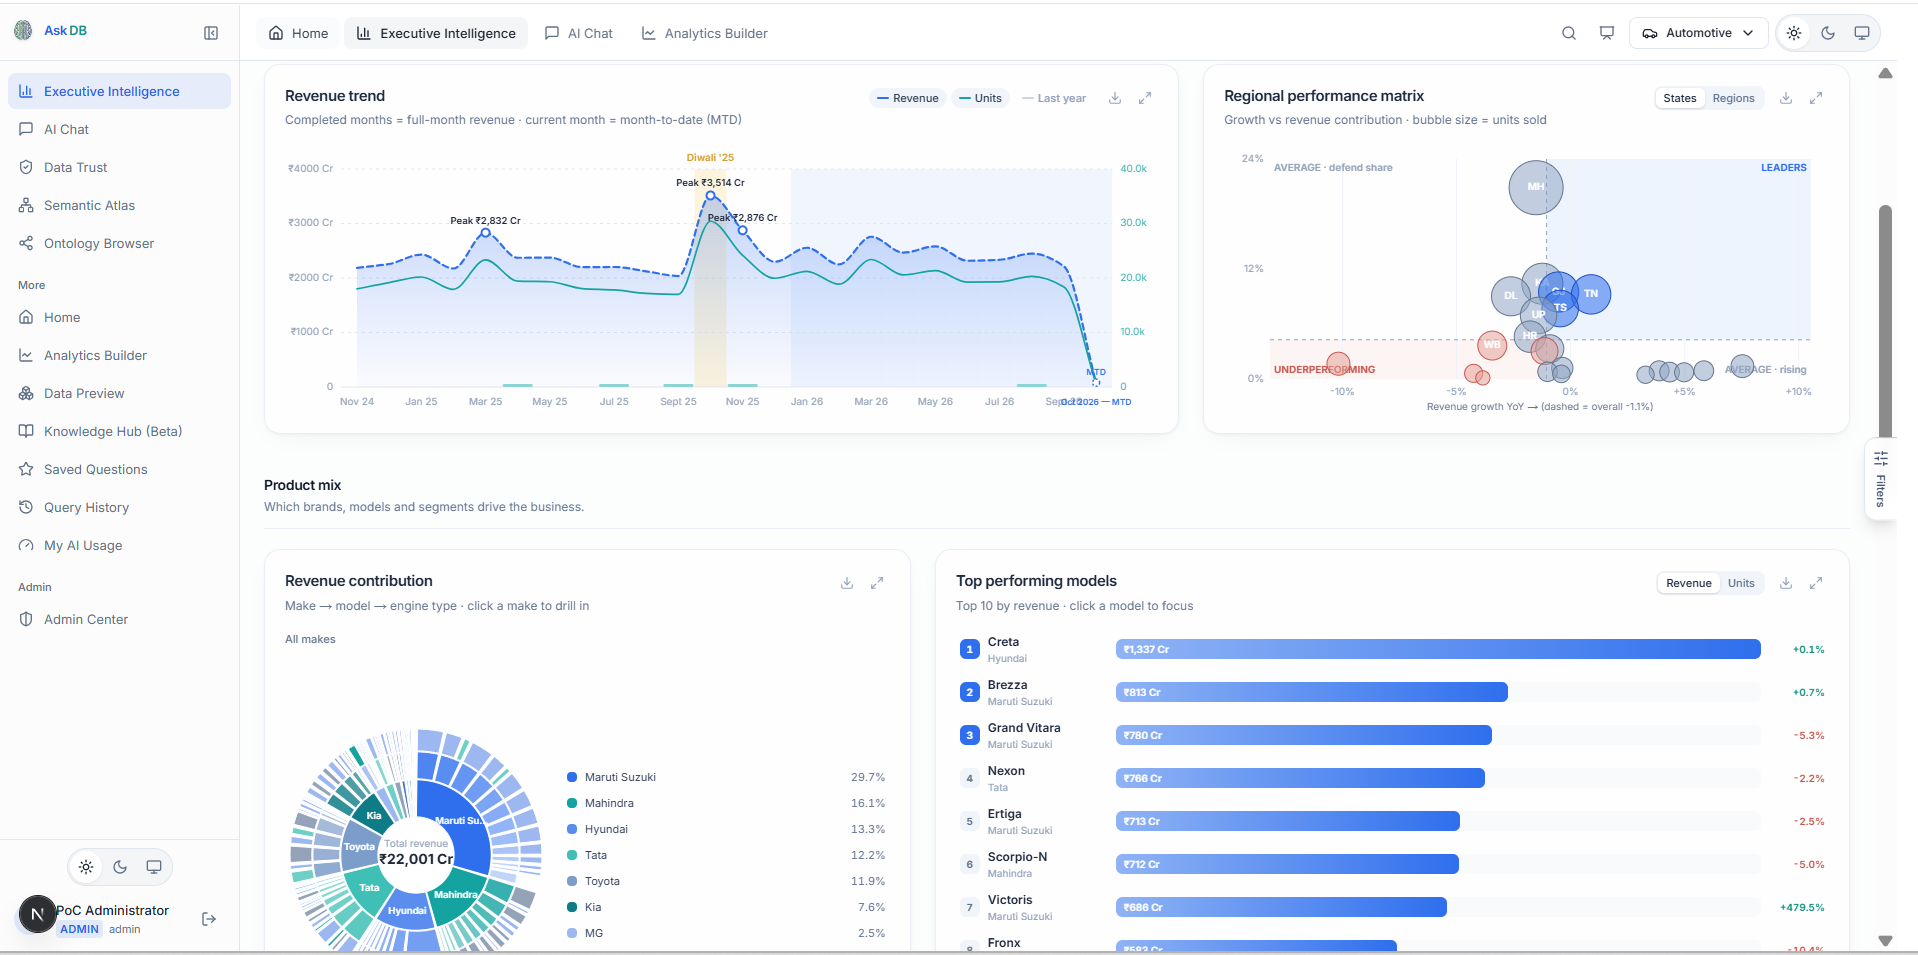 AskDB
Home
Executive Intelligence
AI Chat
Analytics Builder
Automotive
Executive Intelligence
AI Chat
Data Trust
Semantic Atlas
Ontology Browser
More
Home
Analytics Builder
Data Preview
Knowledge Hub (Beta)
Saved Questions
Query History
My AI Usage
Admin
Admin Center
N
PoC Administrator
ADMIN admin
Revenue trend
Revenue
Units
Last year
Completed months = full-month revenue · current month = month-to-date (MTD)
Diwali '25
₹4000 Cr
₹3000 Cr
₹2000 Cr
₹1000 Cr
0
Peak ₹2,832 Cr
Peak ₹3,514 Cr
Peak ₹2,876 Cr
40.0k
30.0k
20.0k
10.0k
0
MTD
Nov 24
Jan 25
Mar 25
May 25
Jul 25
Sept 25
Nov 25
Jan 26
Mar 26
May 26
Jul 26
Oct 2026 — MTD
Regional performance matrix
States
Regions
Growth vs revenue contribution · bubble size = units sold
24%
12%
0%
AVERAGE · defend share
LEADERS
MH
DL
TN
TS
UP
HR
WB
UNDERPERFORMING
AVERAGE · rising
-10%
-5%
0%
+5%
+10%
Revenue growth YoY → (dashed = overall -1.1%)
Filters
Product mix
Which brands, models and segments drive the business.
Revenue contribution
Make → model → engine type · click a make to drill in
All makes
Maruti Su...
Mahindra
Hyundai
Tata
Toyota
Kia
Total revenue
₹22,001 Cr
Maruti Suzuki 29.7%
Mahindra 16.1%
Hyundai 13.3%
Tata 12.2%
Toyota 11.9%
Kia 7.6%
MG 2.5%
Top performing models
Revenue
Units
Top 10 by revenue · click a model to focus
1 Creta ₹1,337 Cr +0.1%
Hyundai
2 Brezza ₹813 Cr +0.7%
Maruti Suzuki
3 Grand Vitara ₹780 Cr -5.3%
Maruti Suzuki
4 Nexon ₹766 Cr -2.2%
Tata
5 Ertiga ₹713 Cr -2.5%
Maruti Suzuki
6 Scorpio-N ₹712 Cr -5.0%
Mahindra
7 Victoris ₹686 Cr +479.5%
Maruti Suzuki
8 Fronx ₹583 Cr -10.4%